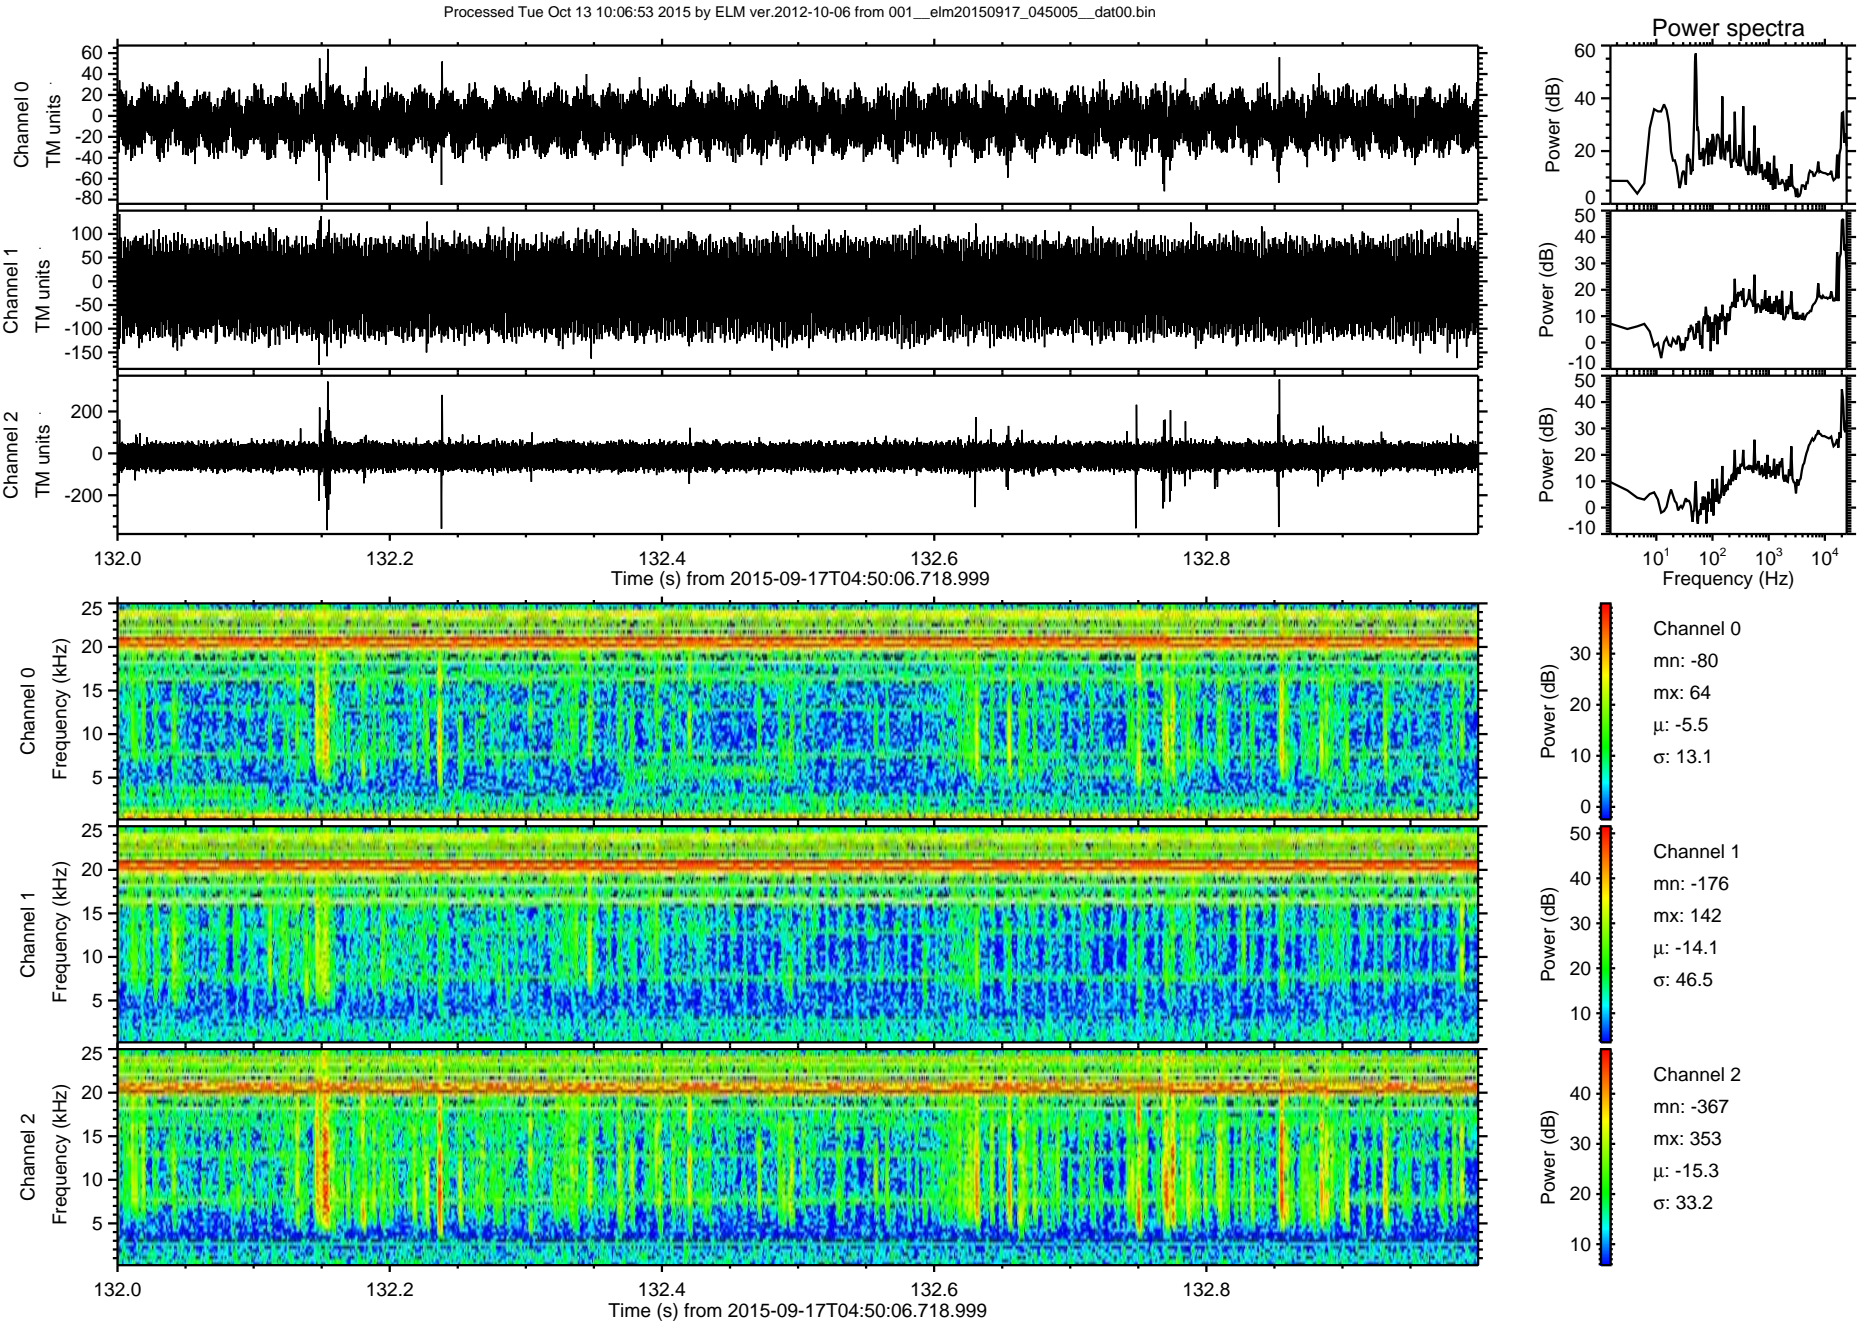 Processed Tue Oct 13 10:06:53 2015 by ELM ver.2012-10-06 from 001__elm20150917_045005__dat00.bin
Power spectra
Channel 0
TM units
60
40
20
0
-20
-40
-60
-80
Power (dB)
60
40
20
0
Channel 1
TM units
100
50
0
-50
-100
-150
Power (dB)
50
40
30
20
10
0
-10
Channel 2
TM units
200
0
-200
Power (dB)
50
40
30
20
10
0
-10
132.0 132.2 132.4 132.6 132.8
Time (s) from 2015-09-17T04:50:06.718.999
10¹ 10² 10³ 10⁴
Frequency (Hz)
Channel 0
Frequency (kHz)
25
20
15
10
5
Power (dB)
30
20
10
0
Channel 0
mn: -80
mx: 64
µ: -5.5
σ: 13.1
Channel 1
Frequency (kHz)
25
20
15
10
5
Power (dB)
50
40
30
20
10
Channel 1
mn: -176
mx: 142
µ: -14.1
σ: 46.5
Channel 2
Frequency (kHz)
25
20
15
10
5
Power (dB)
40
30
20
10
Channel 2
mn: -367
mx: 353
µ: -15.3
σ: 33.2
132.0 132.2 132.4 132.6 132.8
Time (s) from 2015-09-17T04:50:06.718.999